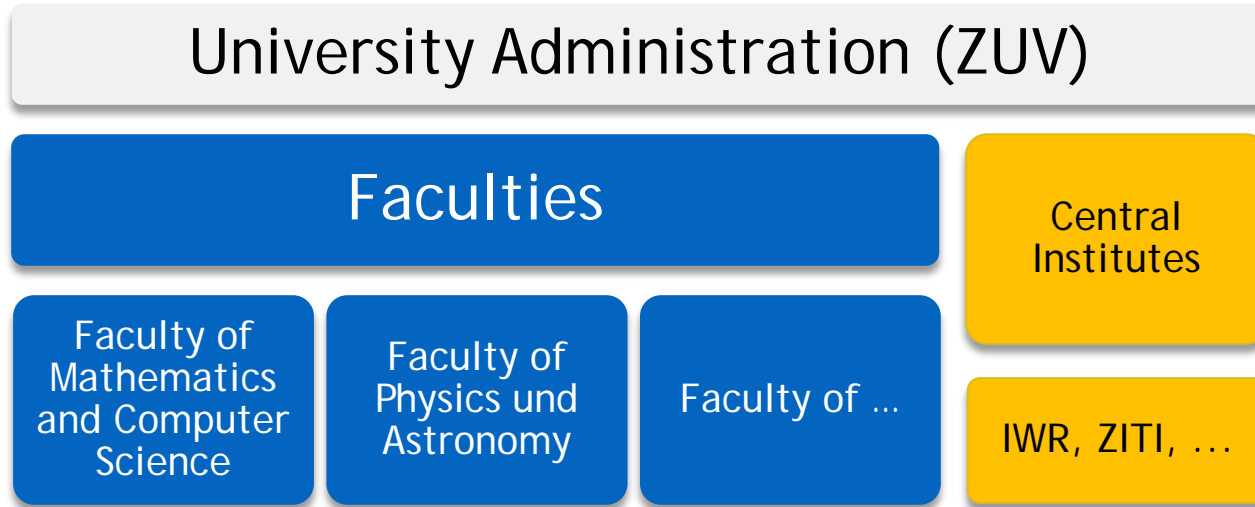 University Administration (ZUV)
Faculties
Central
Institutes
Faculty of
Mathematics
and Computer
Science
Faculty of
Physics und
Astronomy
Faculty of ...
IWR, ZITI, ...